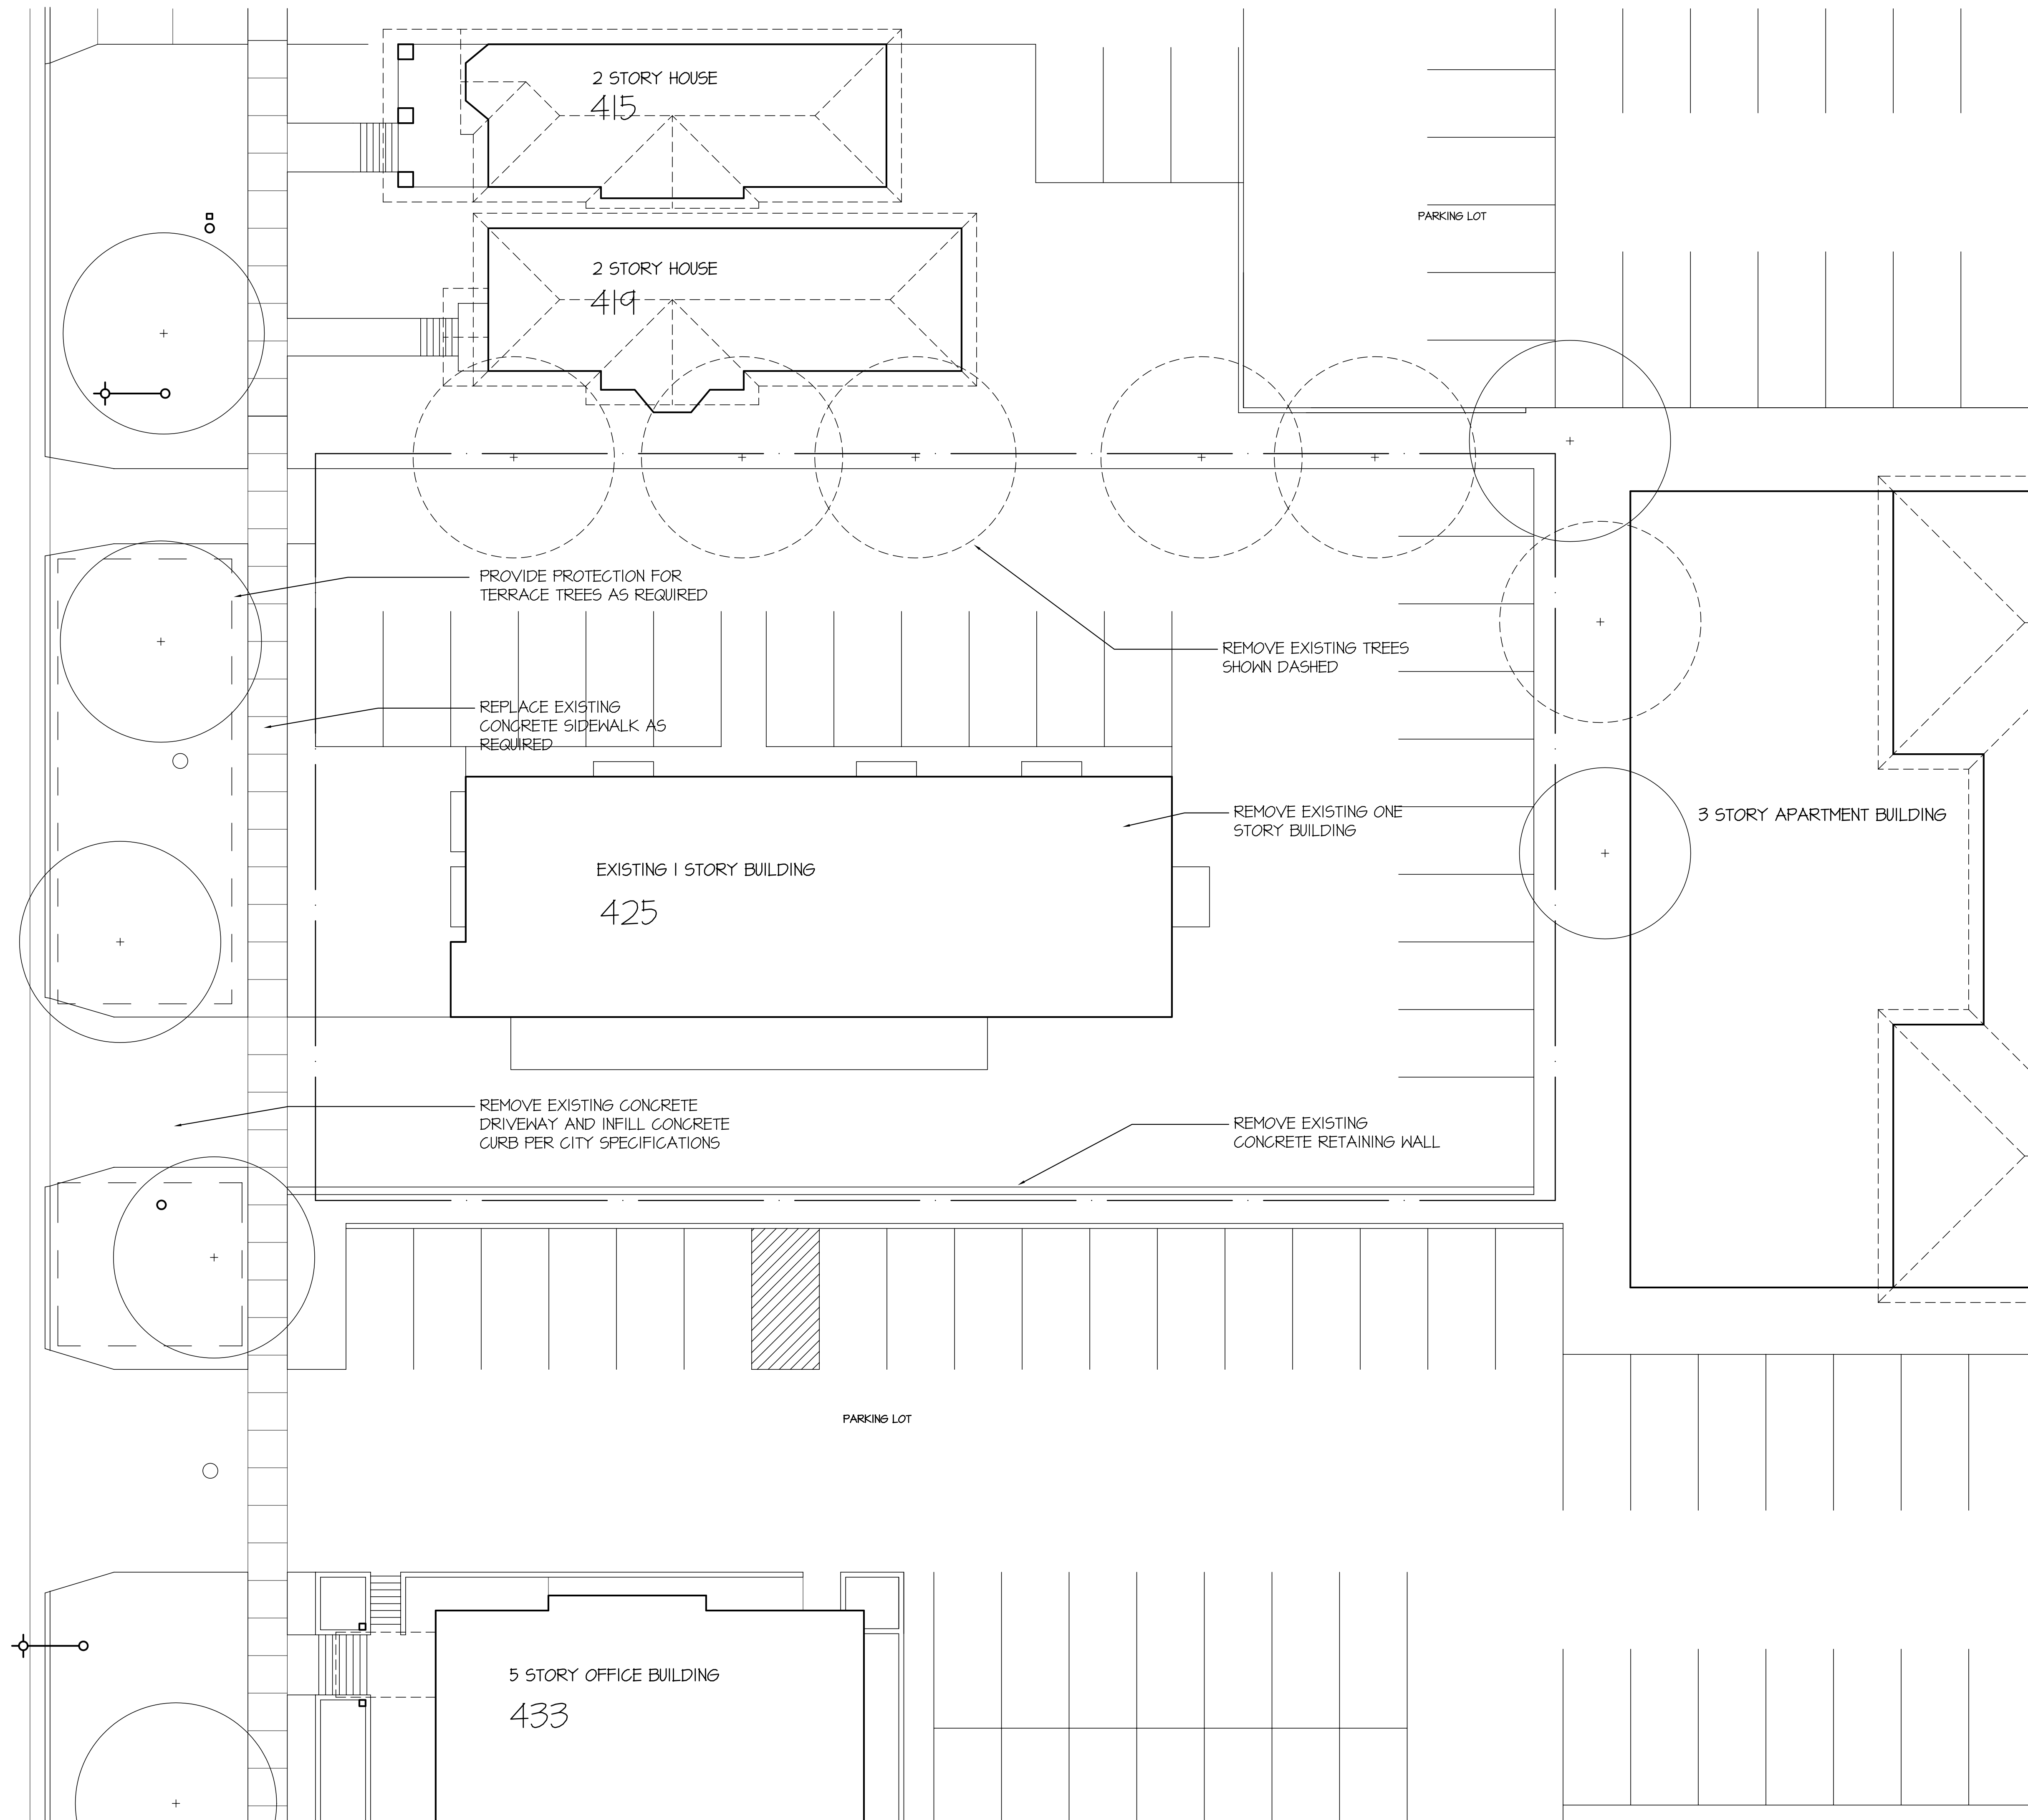 2 STORY HOUSE
415
PARKING LOT
2 STORY HOUSE
419
PROVIDE PROTECTION FOR
TERRACE TREES AS REQUIRED
REMOVE EXISTING TREES
SHOWN DASHED
REPLACE EXISTING
CONCRETE SIDEWALK AS
REQUIRED
REMOVE EXISTING ONE
STORY BUILDING
3 STORY APARTMENT BUILDING
EXISTING 1 STORY BUILDING
425
REMOVE EXISTING CONCRETE
DRIVEWAY AND INFILL CONCRETE
CURB PER CITY SPECIFICATIONS
REMOVE EXISTING
CONCRETE RETAINING WALL
PARKING LOT
5 STORY OFFICE BUILDING
433